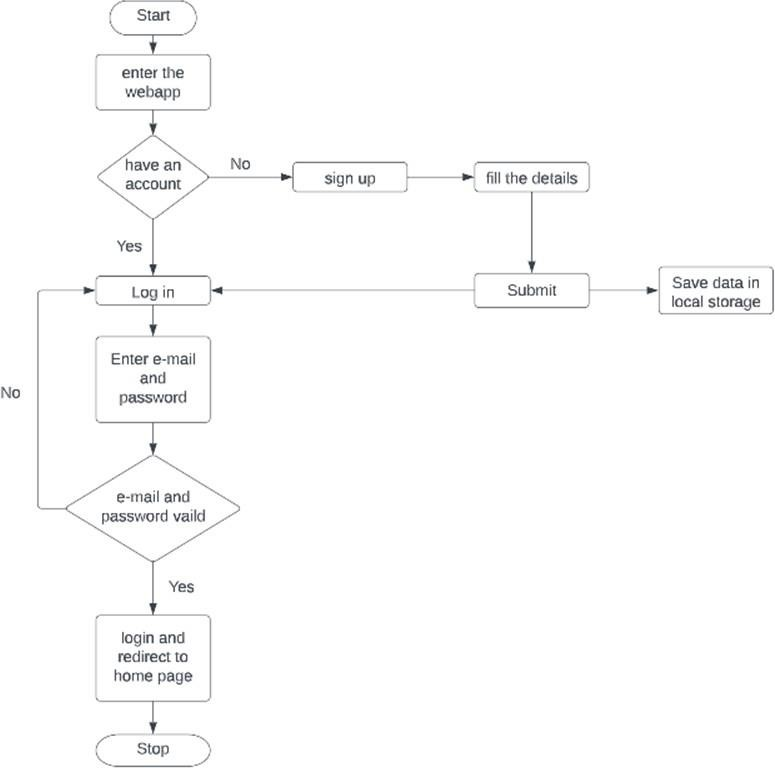 Start
enter the
webapp
have an
account
No
sign up
fill the details
Yes
Log in
Submit
Save data in
local storage
Enter e-mail
and
password
No
e-mail and
password vaild
Yes
login and
redirect to
home page
Stop